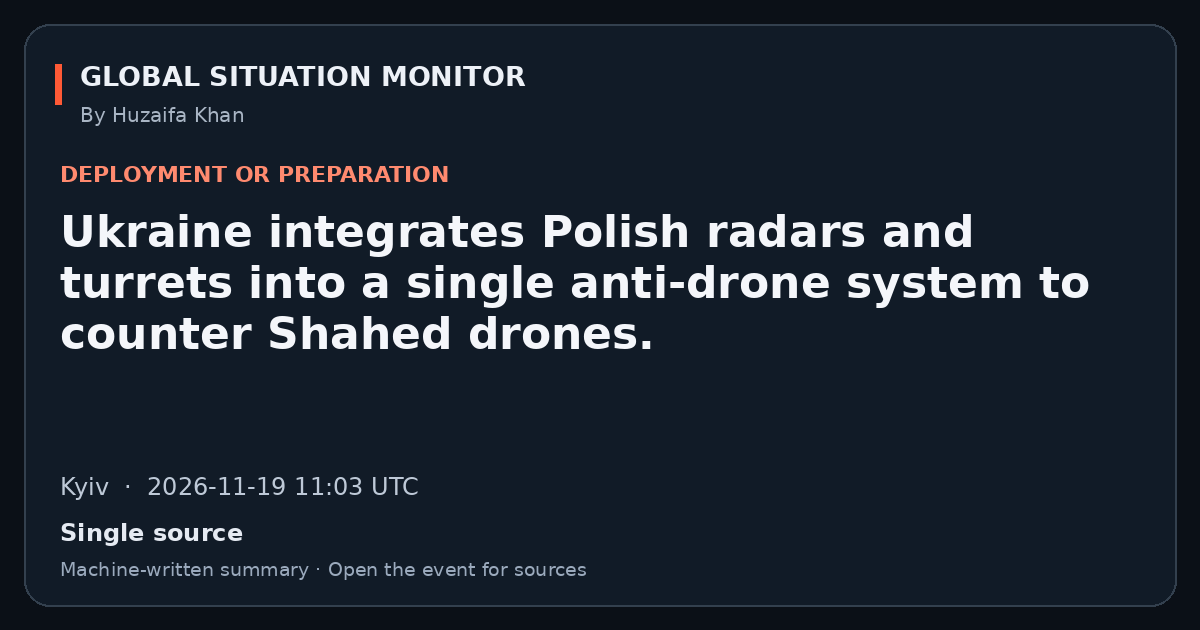 GLOBAL SITUATION MONITOR
By Huzaifa Khan
DEPLOYMENT OR PREPARATION
Ukraine integrates Polish radars and
turrets into a single anti-drone system to
counter Shahed drones.
Kyiv · 2026-11-19 11:03 UTC
Single source
Machine-written summary · Open the event for sources